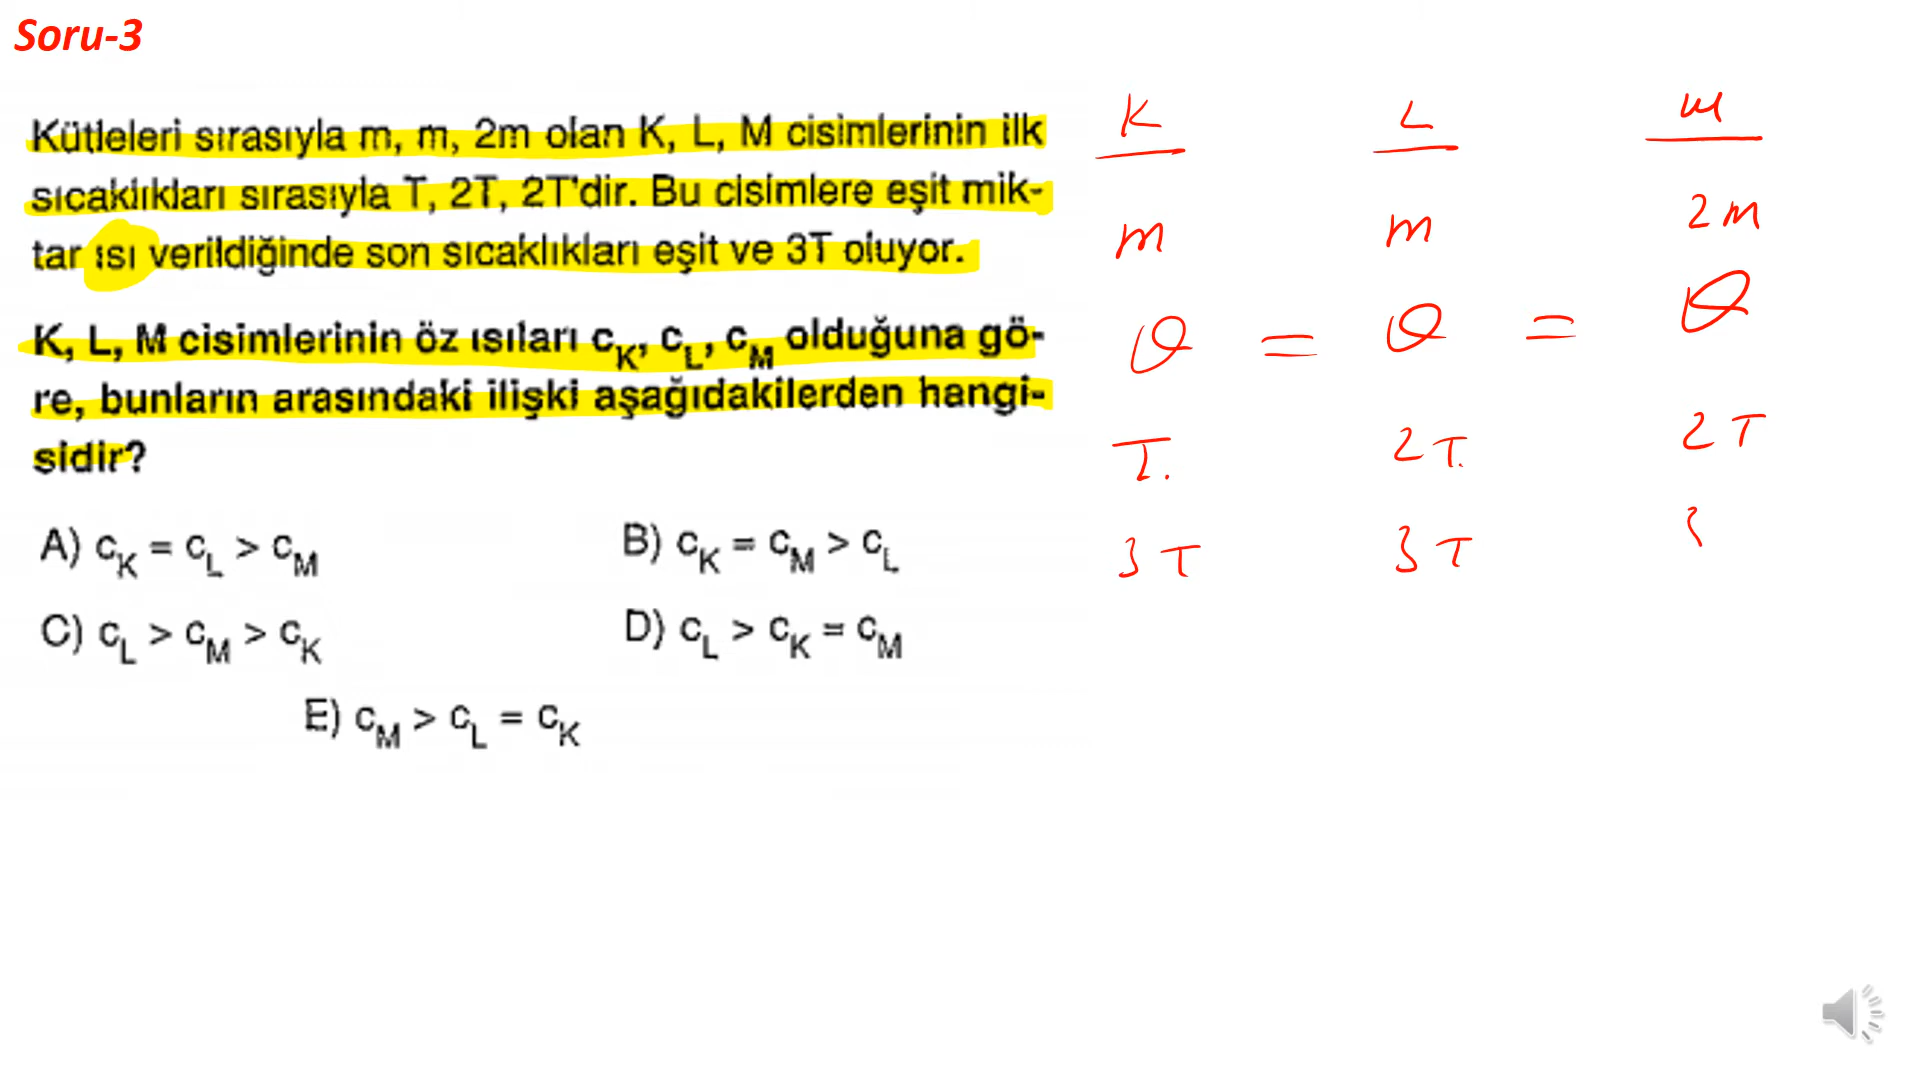 Soru-3
Kütleleri sırasıyla m, m, 2m olan K, L, M cisimlerinin ilk
sıcaklıkları sırasıyla T, 2T, 2T'dir. Bu cisimlere eşit mik-
tar ısı verildiğinde son sıcaklıkları eşit ve 3T oluyor.
K, L, M cisimlerinin öz ısıları cK, cL, cM olduğuna gö-
re, bunların arasındaki ilişki aşağıdakilerden hangi-
sidir?
A) cK = cL > cM
B) cK = cM > cL
C) cL > cM > cK
D) cL > cK = cM
E) cM > cL = cK
K L M
m m 2m
Q = Q = Q
T. 2T. 2T
3T 3T 3